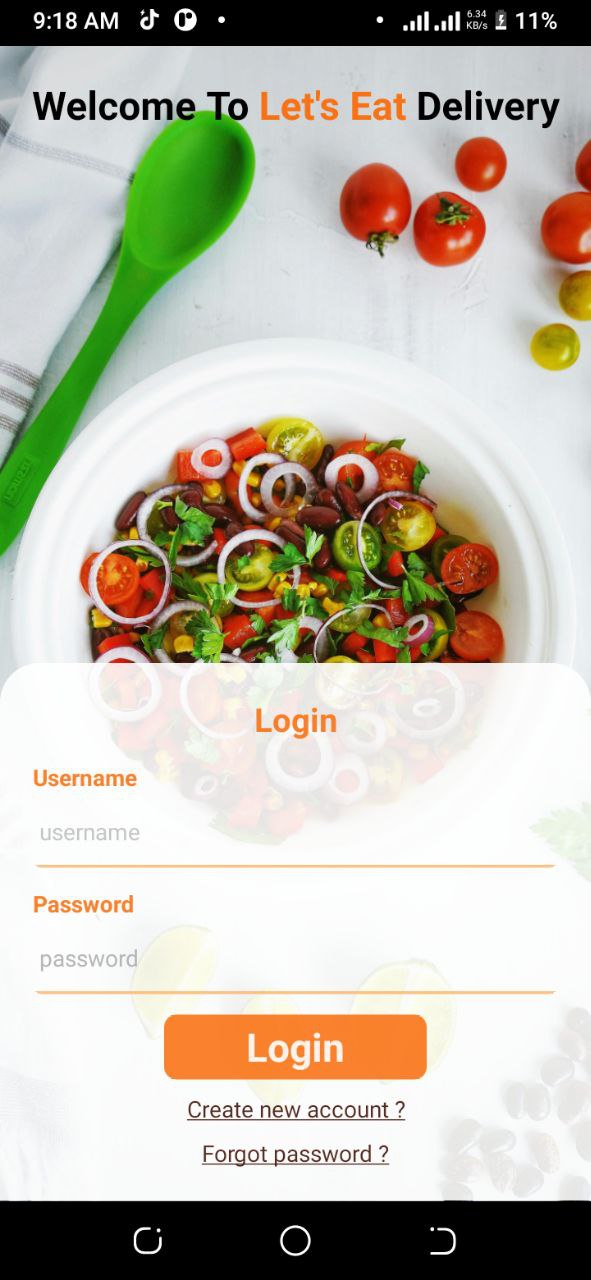 9:18 AM
6.34
KB/s
11%
Welcome To Let's Eat Delivery
Login
Username
username
Password
password
Login
Create new account ?
Forgot password ?